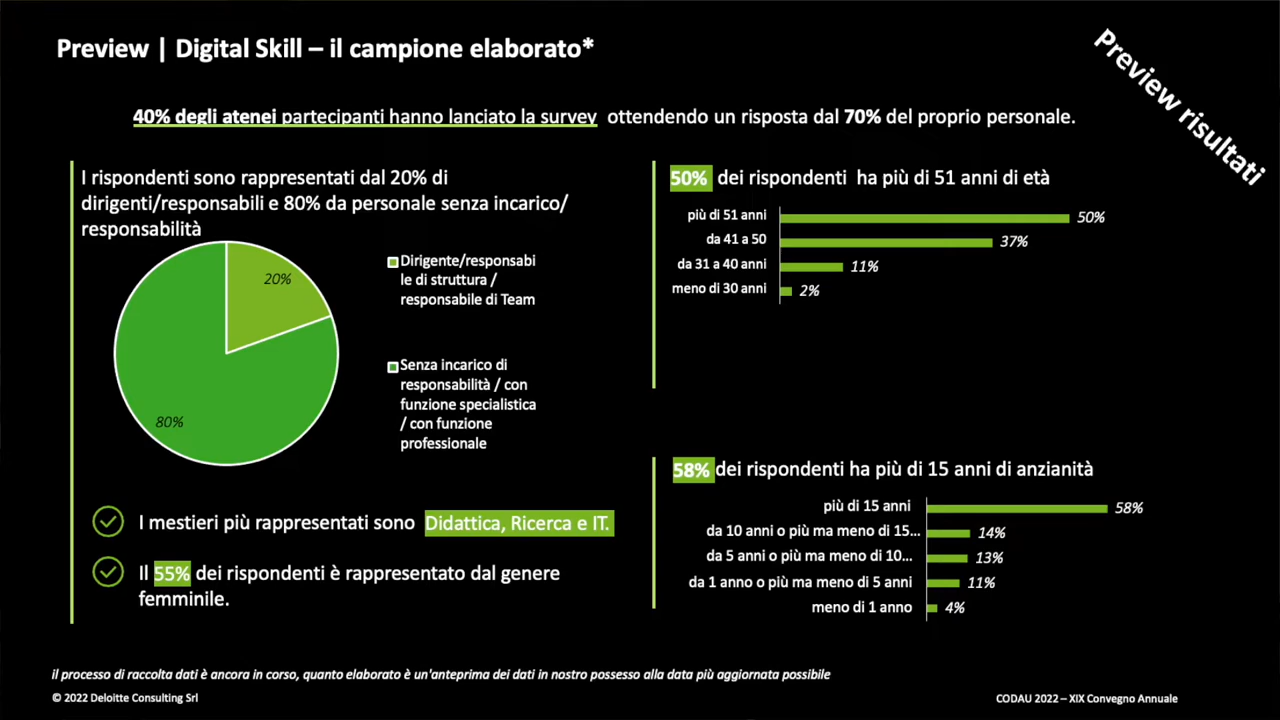 Preview | Digital Skill – il campione elaborato*
Preview risultati
40% degli atenei partecipanti hanno lanciato la survey ottendendo un risposta dal 70% del proprio personale.
I rispondenti sono rappresentati dal 20% di
dirigenti/responsabili e 80% da personale senza incarico/
responsabilità
20%
80%
Dirigente/responsabi
le di struttura /
responsabile di Team
Senza incarico di
responsabilità / con
funzione specialistica
/ con funzione
professionale
I mestieri più rappresentati sono Didattica, Ricerca e IT.
Il 55% dei rispondenti è rappresentato dal genere
femminile.
50% dei rispondenti ha più di 51 anni di età
più di 51 anni 50%
da 41 a 50 37%
da 31 a 40 anni 11%
meno di 30 anni 2%
58% dei rispondenti ha più di 15 anni di anzianità
più di 15 anni 58%
da 10 anni o più ma meno di 15... 14%
da 5 anni o più ma meno di 10... 13%
da 1 anno o più ma meno di 5 anni 11%
meno di 1 anno 4%
il processo di raccolta dati è ancora in corso, quanto elaborato è un'anteprima dei dati in nostro possesso alla data più aggiornata possibile
© 2022 Deloitte Consulting Srl
CODAU 2022 – XIX Convegno Annuale